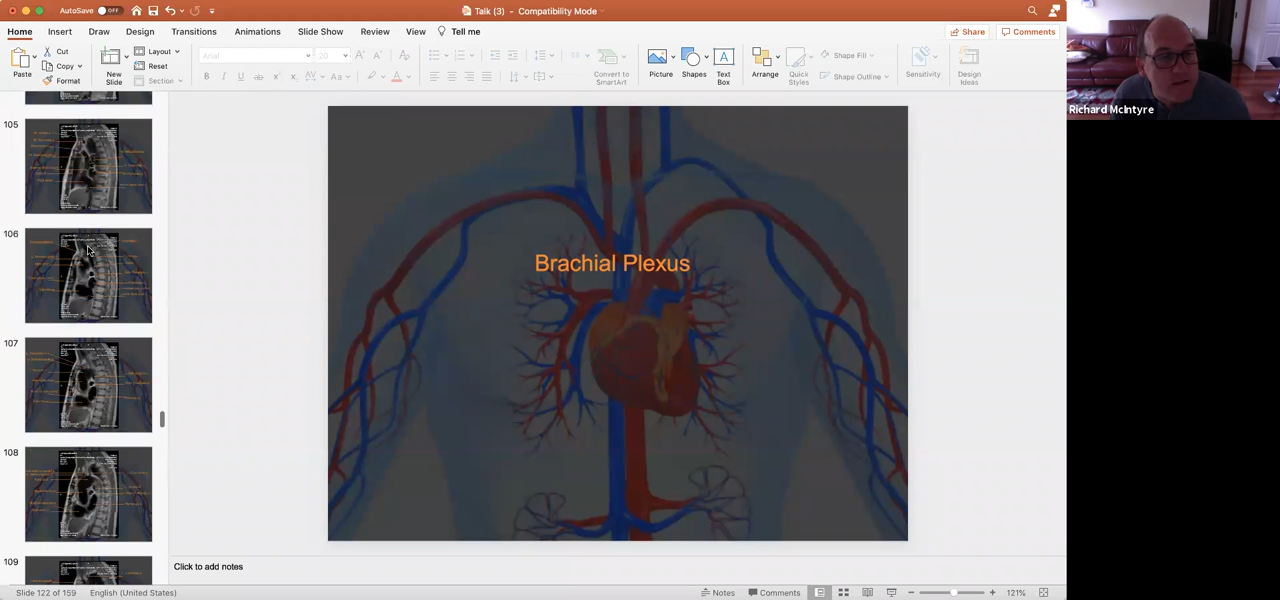 AutoSave OFF
Talk (3) - Compatibility Mode
Home Insert Draw Design Transitions Animations Slide Show Review View Tell me
Share Comments
Paste
Cut
Copy
Format
New Slide
Layout
Reset
Section
Arial 20
Convert to SmartArt
Picture
Shapes
Text Box
Arrange
Quick Styles
Shape Fill
Shape Outline
Sensitivity
Design Ideas
Richard McIntyre
105
106
107
108
109
Brachial Plexus
Click to add notes
Slide 122 of 159 English (United States) Notes Comments 121%